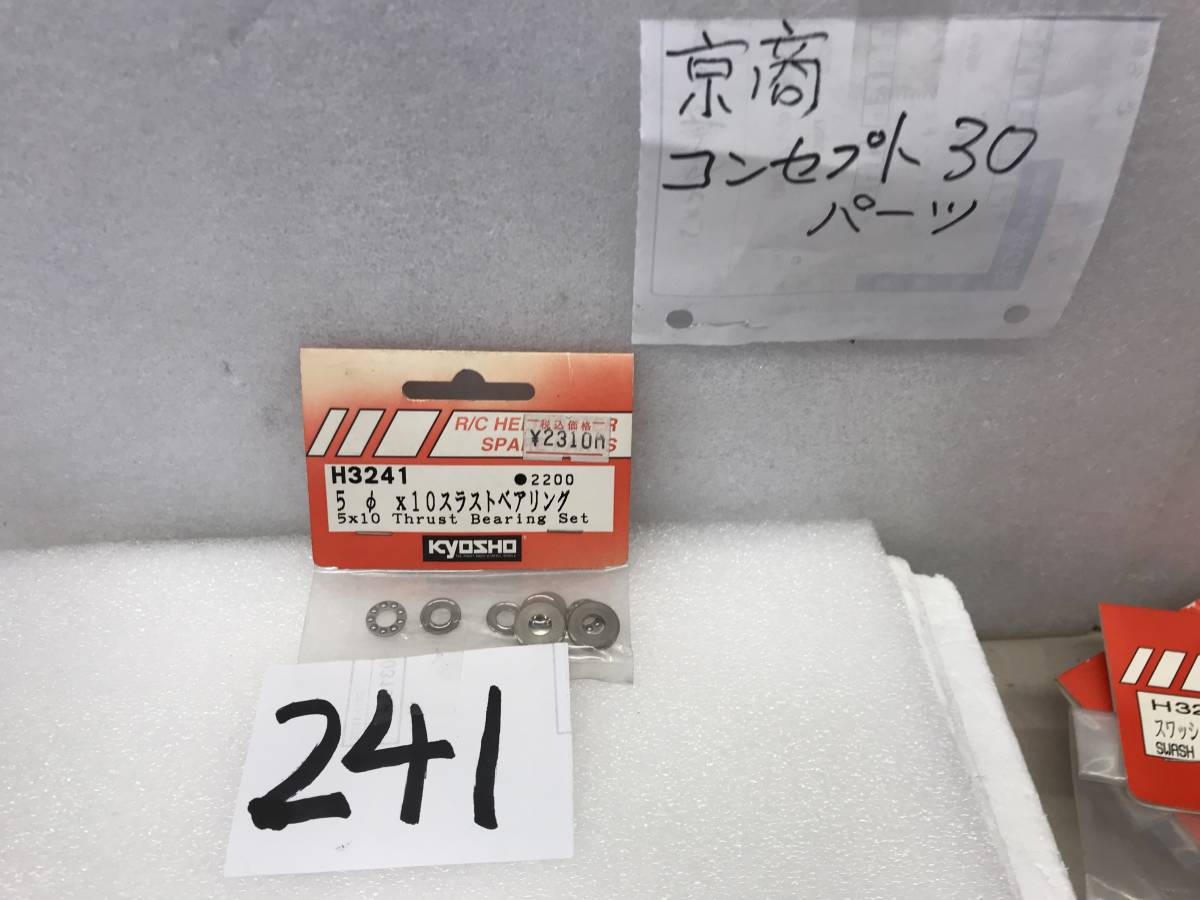 京商
コンセプト30
パーツ
R/C HE R
SPA S
税込価格
¥2310
H3241
●2200
5 φ x10スラストベアリング
5x10 Thrust Bearing Set
KYOSHO
241
H32
スワッシ
SWASH